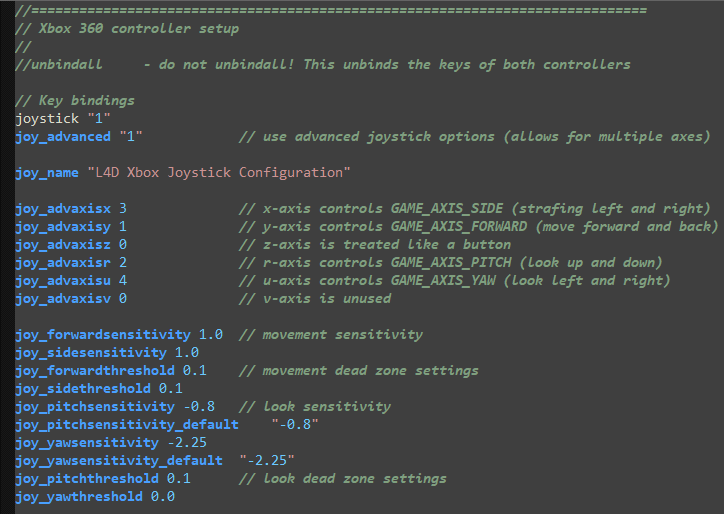 //=============================================================================
// Xbox 360 controller setup
//
//unbindall     - do not unbindall! This unbinds the keys of both controllers
// Key bindings
joystick "1"
joy_advanced "1"            // use advanced joystick options (allows for multiple axes)
joy_name "L4D Xbox Joystick Configuration"
joy_advaxisx 3              // x-axis controls GAME_AXIS_SIDE (strafing left and right)
joy_advaxisy 1              // y-axis controls GAME_AXIS_FORWARD (move forward and back)
joy_advaxisz 0              // z-axis is treated like a button
joy_advaxisr 2              // r-axis controls GAME_AXIS_PITCH (look up and down)
joy_advaxisu 4              // u-axis controls GAME_AXIS_YAW (look left and right)
joy_advaxisv 0              // v-axis is unused
joy_forwardsensitivity 1.0  // movement sensitivity
joy_sidesensitivity 1.0
joy_forwardthreshold 0.1    // movement dead zone settings
joy_sidethreshold 0.1
joy_pitchsensitivity -0.8   // look sensitivity
joy_pitchsensitivity_default    "-0.8"
joy_yawsensitivity -2.25
joy_yawsensitivity_default  "-2.25"
joy_pitchthreshold 0.1      // look dead zone settings
joy_yawthreshold 0.0